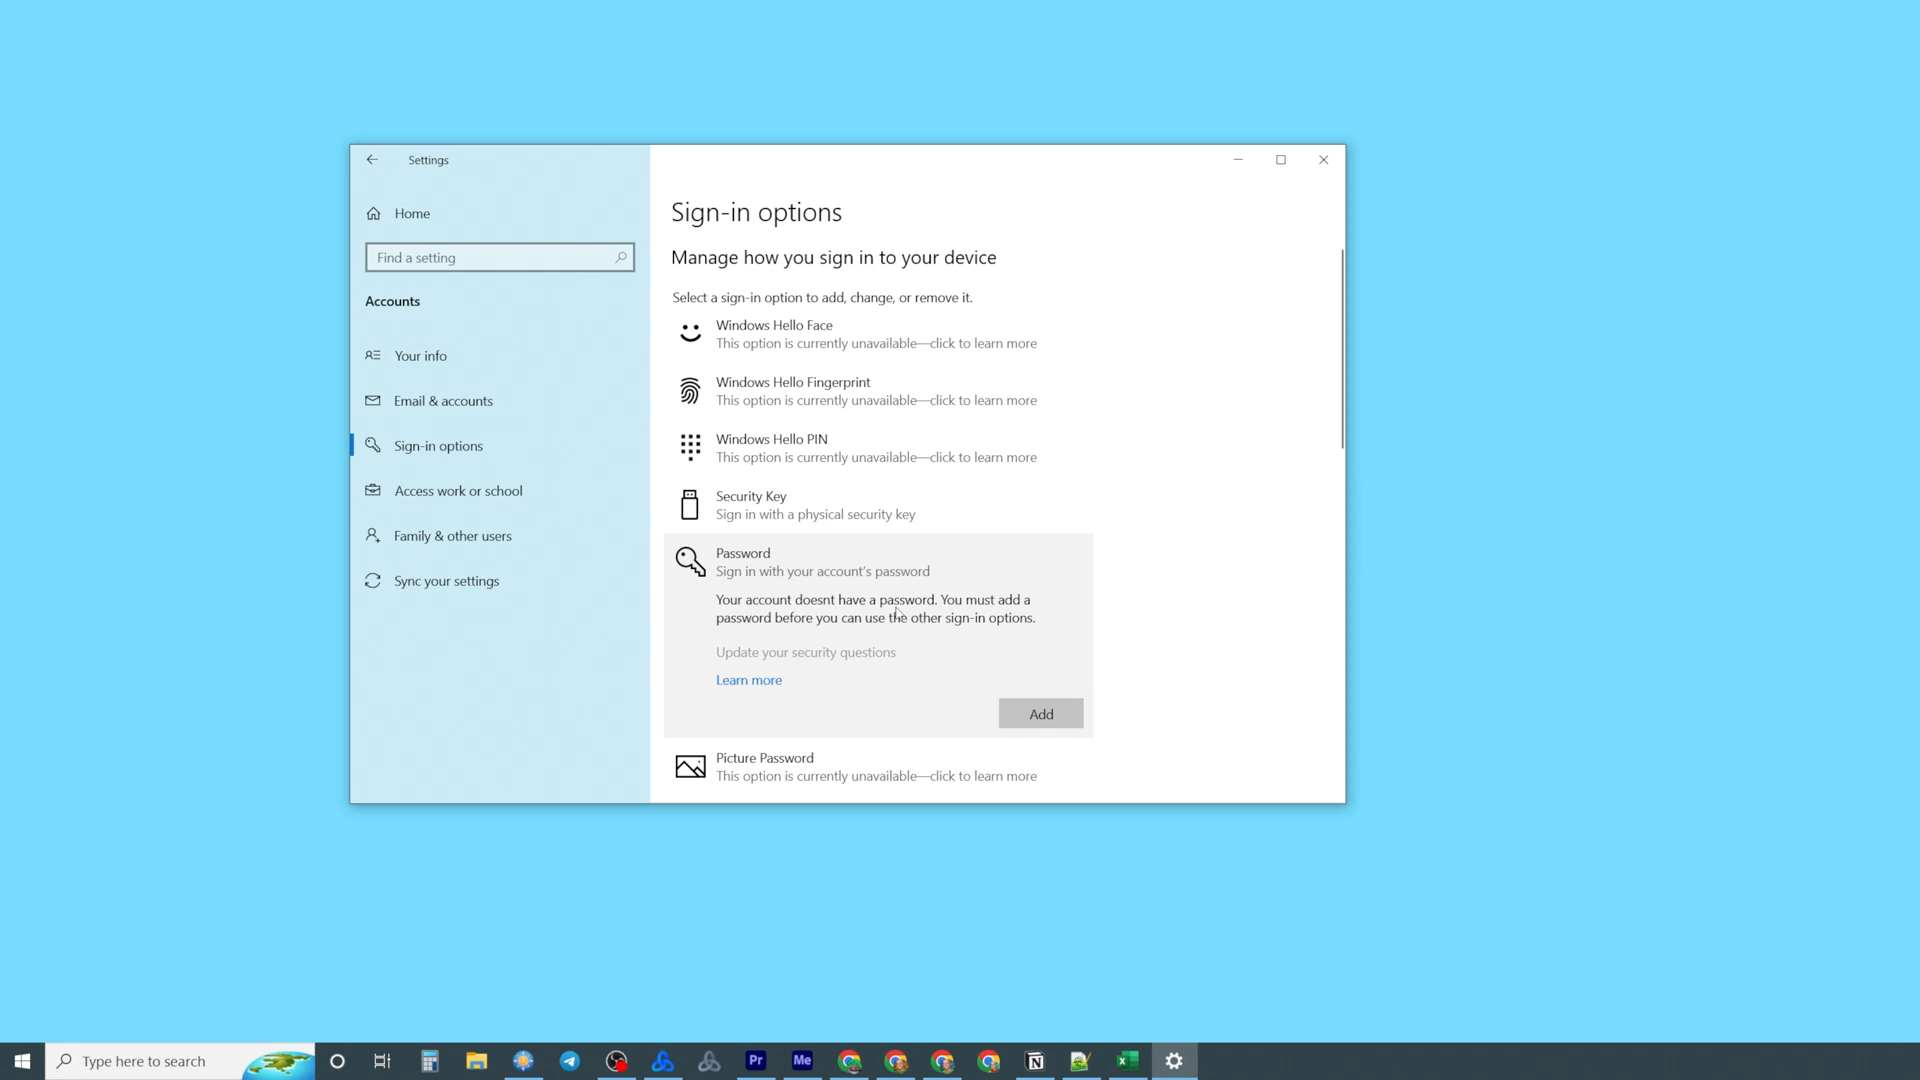 Settings
Home
Find a setting
Accounts
Your info
Email & accounts
Sign-in options
Access work or school
Family & other users
Sync your settings
Sign-in options
Manage how you sign in to your device
Select a sign-in option to add, change, or remove it.
Windows Hello Face
This option is currently unavailable—click to learn more
Windows Hello Fingerprint
This option is currently unavailable—click to learn more
Windows Hello PIN
This option is currently unavailable—click to learn more
Security Key
Sign in with a physical security key
Password
Sign in with your account's password
Your account doesnt have a password. You must add a
password before you can use the other sign-in options.
Update your security questions
Learn more
Add
Picture Password
This option is currently unavailable—click to learn more
Type here to search
Pr
Me